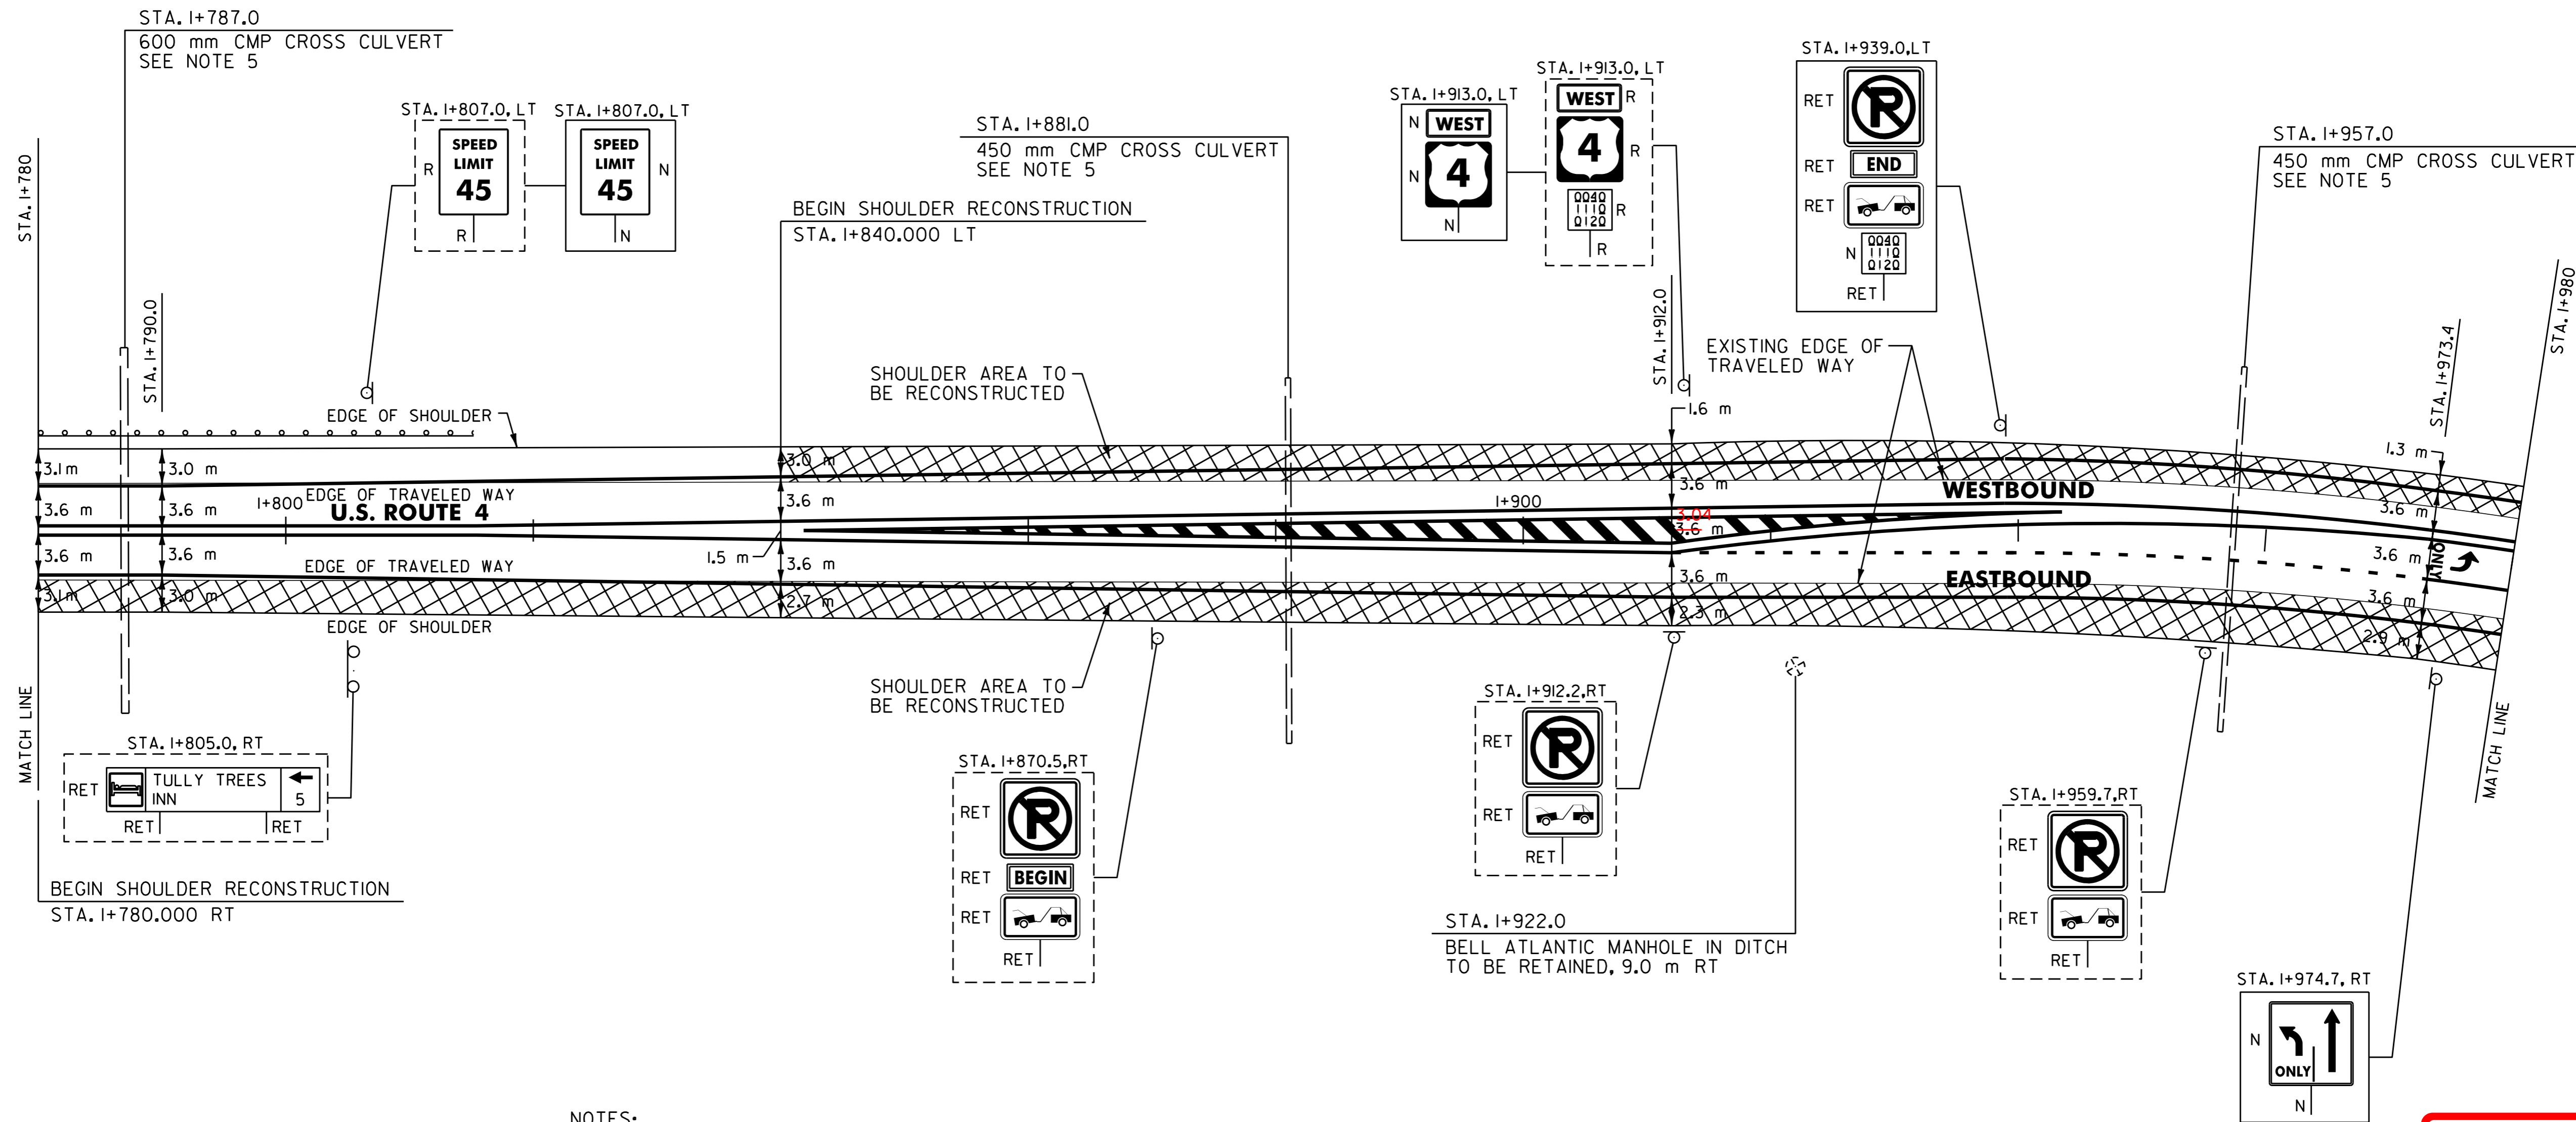 STA. 1+787.0
600 mm CMP CROSS CULVERT
SEE NOTE 5
STA. 1+807.0, LT
R
SPEED
LIMIT
45
R
STA. 1+807.0, LT
SPEED
LIMIT
45
N
N
STA. 1+881.0
450 mm CMP CROSS CULVERT
SEE NOTE 5
BEGIN SHOULDER RECONSTRUCTION
STA. 1+840.000 LT
STA. 1+913.0, LT
N WEST
N 4
N
STA. 1+913.0, LT
WEST R
4 R
0040
1110
0120
R
R
STA. 1+939.0,LT
RET P
RET END
RET
N
0040
1110
0120
RET
STA. 1+957.0
450 mm CMP CROSS CULVERT
SEE NOTE 5
STA. 1+780
STA. 1+790.0
STA. 1+912.0
STA. 1+973.4
STA. 1+980
SHOULDER AREA TO
BE RECONSTRUCTED
EXISTING EDGE OF
TRAVELED WAY
EDGE OF SHOULDER
1.6 m
1.3 m
3.1m
3.0 m
3.0 m
3.6 m
3.6 m
1+800
EDGE OF TRAVELED WAY
U.S. ROUTE 4
3.6 m
3.6 m
1+900
3.04
3.6 m
WESTBOUND
3.6 m
3.6 m
3.6 m
EDGE OF TRAVELED WAY
1.5 m
3.6 m
3.6 m
EASTBOUND
3.6 m
ONLY
3.6 m
3.1m
3.0 m
2.7 m
2.3 m
2.9 m
EDGE OF SHOULDER
MATCH LINE
SHOULDER AREA TO
BE RECONSTRUCTED
MATCH LINE
STA. 1+805.0, RT
RET
TULLY TREES
INN
5
RET
RET
STA. 1+870.5,RT
RET P
RET BEGIN
RET
RET
STA. 1+912.2,RT
RET P
RET
RET
STA. 1+959.7,RT
RET P
RET
RET
BEGIN SHOULDER RECONSTRUCTION
STA. 1+780.000 RT
STA. 1+922.0
BELL ATLANTIC MANHOLE IN DITCH
TO BE RETAINED, 9.0 m RT
STA. 1+974.7, RT
N
ONLY
N
NOTES: